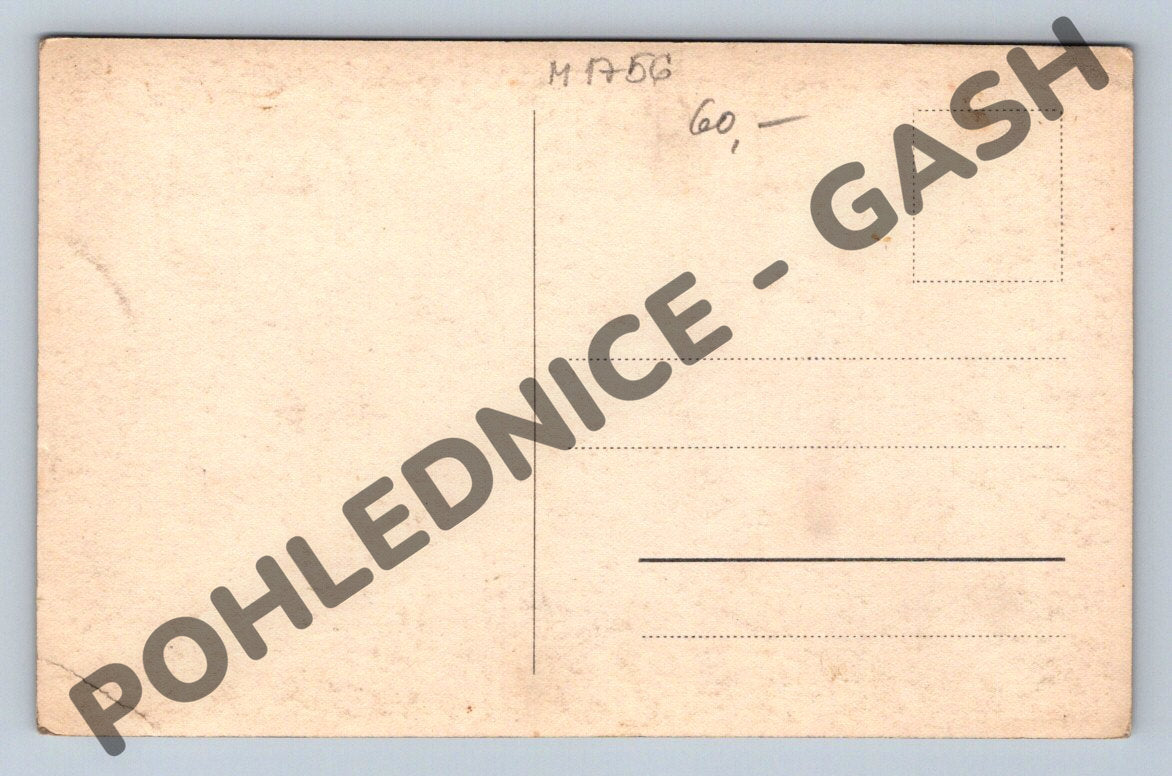 M 1756
60,—
POHLEDNICE - GASH